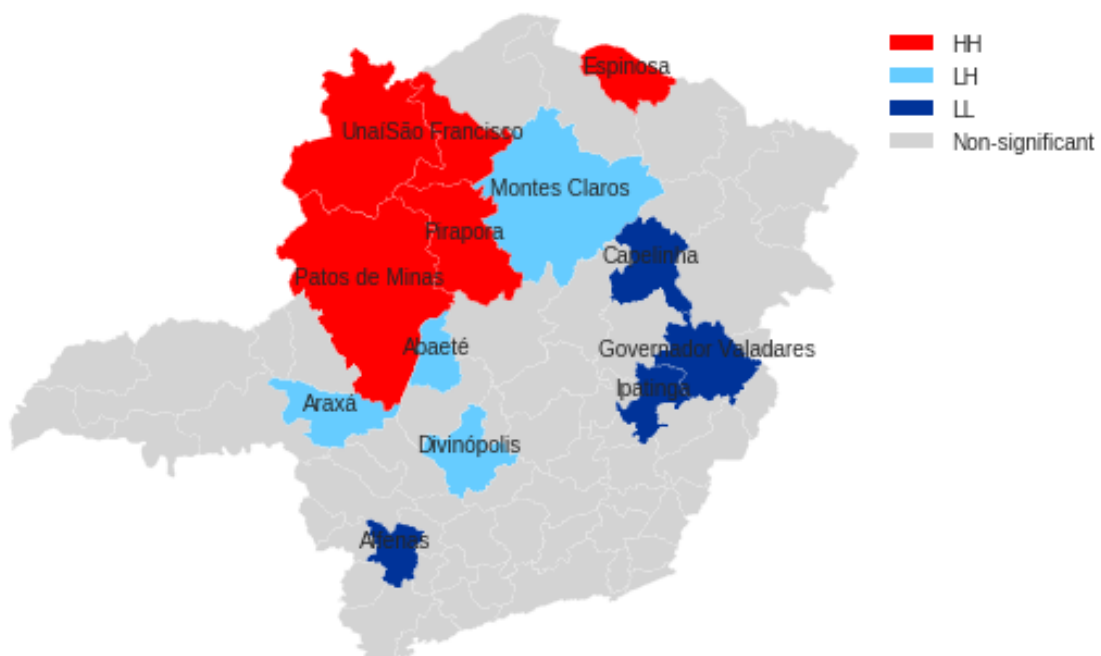 HH
LH
LL
Non-significant
Espinosa
UnaíSão Francisco
Montes Claros
Pirapora
Capelinha
Patos de Minas
Abaeté
Governador Valadares
Ipatinga
Araxá
Divinópolis
Alfenas